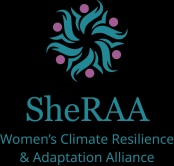 SheRAA
Women's Climate Resilience
& Adaptation Alliance